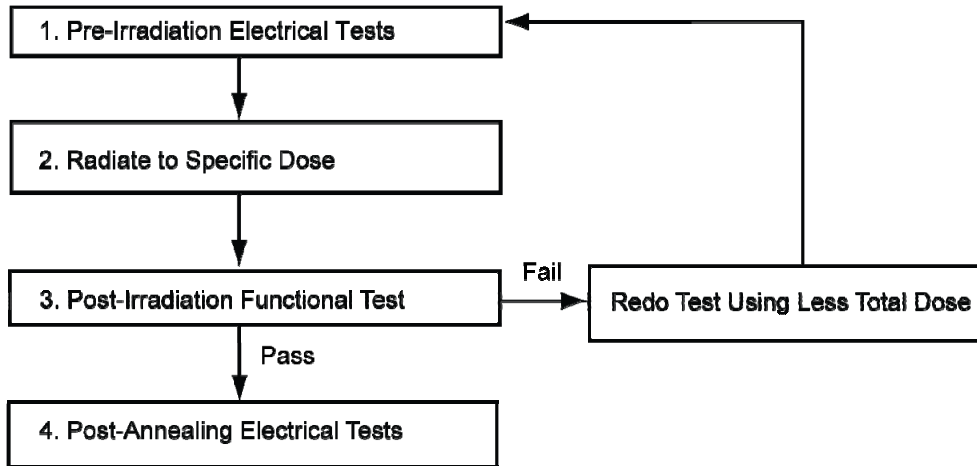 1. Pre-Irradiation Electrical Tests
2. Radiate to Specific Dose
3. Post-Irradiation Functional Test
Fail
Redo Test Using Less Total Dose
Pass
4. Post-Annealing Electrical Tests